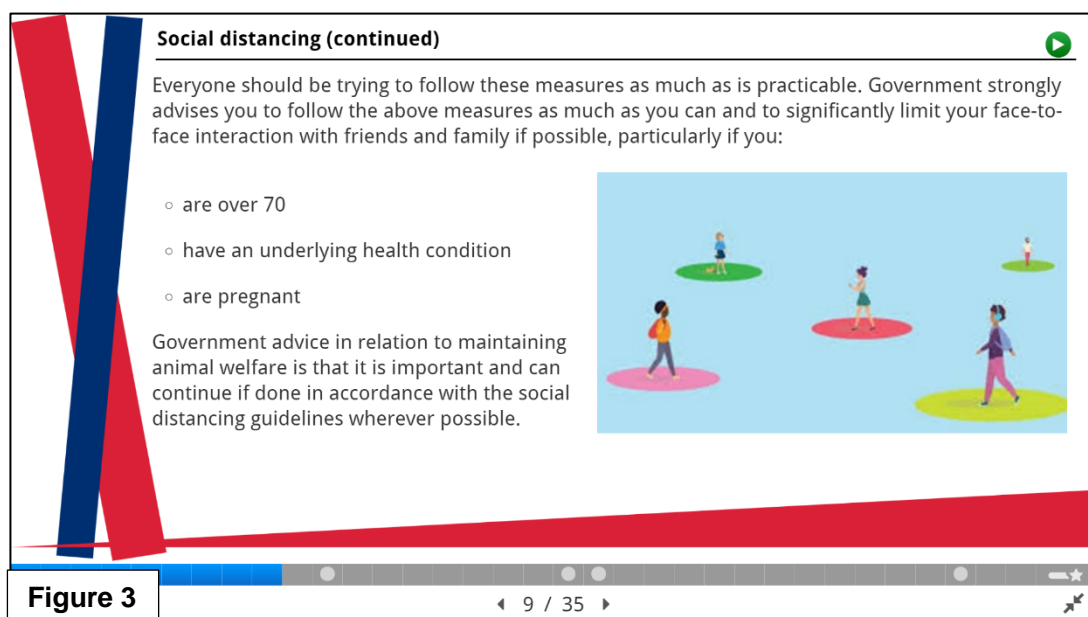 Social distancing (continued)
Everyone should be trying to follow these measures as much as is practicable. Government strongly
advises you to follow the above measures as much as you can and to significantly limit your face-to-
face interaction with friends and family if possible, particularly if you:
are over 70
have an underlying health condition
are pregnant
Government advice in relation to maintaining
animal welfare is that it is important and can
continue if done in accordance with the social
distancing guidelines wherever possible.
Figure 3
9 / 35